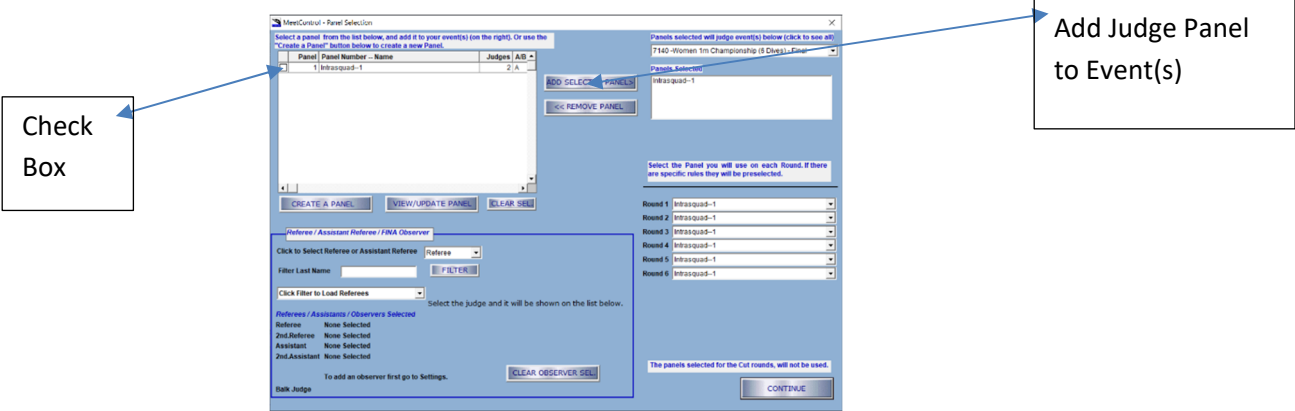 MeetControl - Panel Selection
Select a panel from the list below, and add it to your event(s) (on the right). Or use the
"Create a Panel" button below to create a new Panel.
Panel Panel Number -- Name Judges A/B
1 Intrasquad--1 2 A
ADD SELECTED PANEL>
<< REMOVE PANEL
Panels selected will judge event(s) below (click to see all)
7140 -Women 1m Championship (6 Dives) - Final
Panels Selected
Intrasquad--1
Add Judge Panel
to Event(s)
Check
Box
Select the Panel you will use on each Round. If there
are specific rules they will be preselected.
CREATE A PANEL VIEW/UPDATE PANEL CLEAR SEL
Round 1 Intrasquad--1
Round 2 Intrasquad--1
Round 3 Intrasquad--1
Round 4 Intrasquad--1
Round 5 Intrasquad--1
Round 6 Intrasquad--1
Referee / Assistant Referee / FINA Observer
Click to Select Referee or Assistant Referee Referee
Filter Last Name FILTER
Click Filter to Load Referees
Select the judge and it will be shown on the list below.
Referees / Assistants / Observers Selected
Referee None Selected
2nd.Referee None Selected
Assistant None Selected
2nd.Assistant None Selected
To add an observer first go to Settings.
CLEAR OBSERVER SEL.
Balk Judge
The panels selected for the Cut rounds, will not be used.
CONTINUE